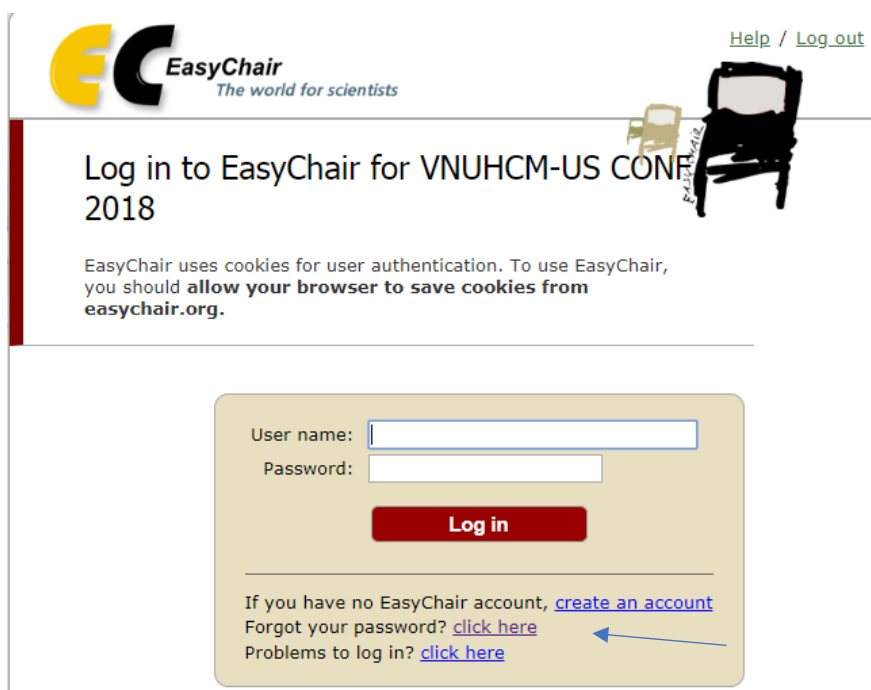 Help / Log out
EC EasyChair
The world for scientists
EASYCHAIR
Log in to EasyChair for VNUHCM-US CONF
2018
EasyChair uses cookies for user authentication. To use EasyChair,
you should allow your browser to save cookies from
easychair.org.
User name:
Password:
Log in
If you have no EasyChair account, create an account
Forgot your password? click here
Problems to log in? click here